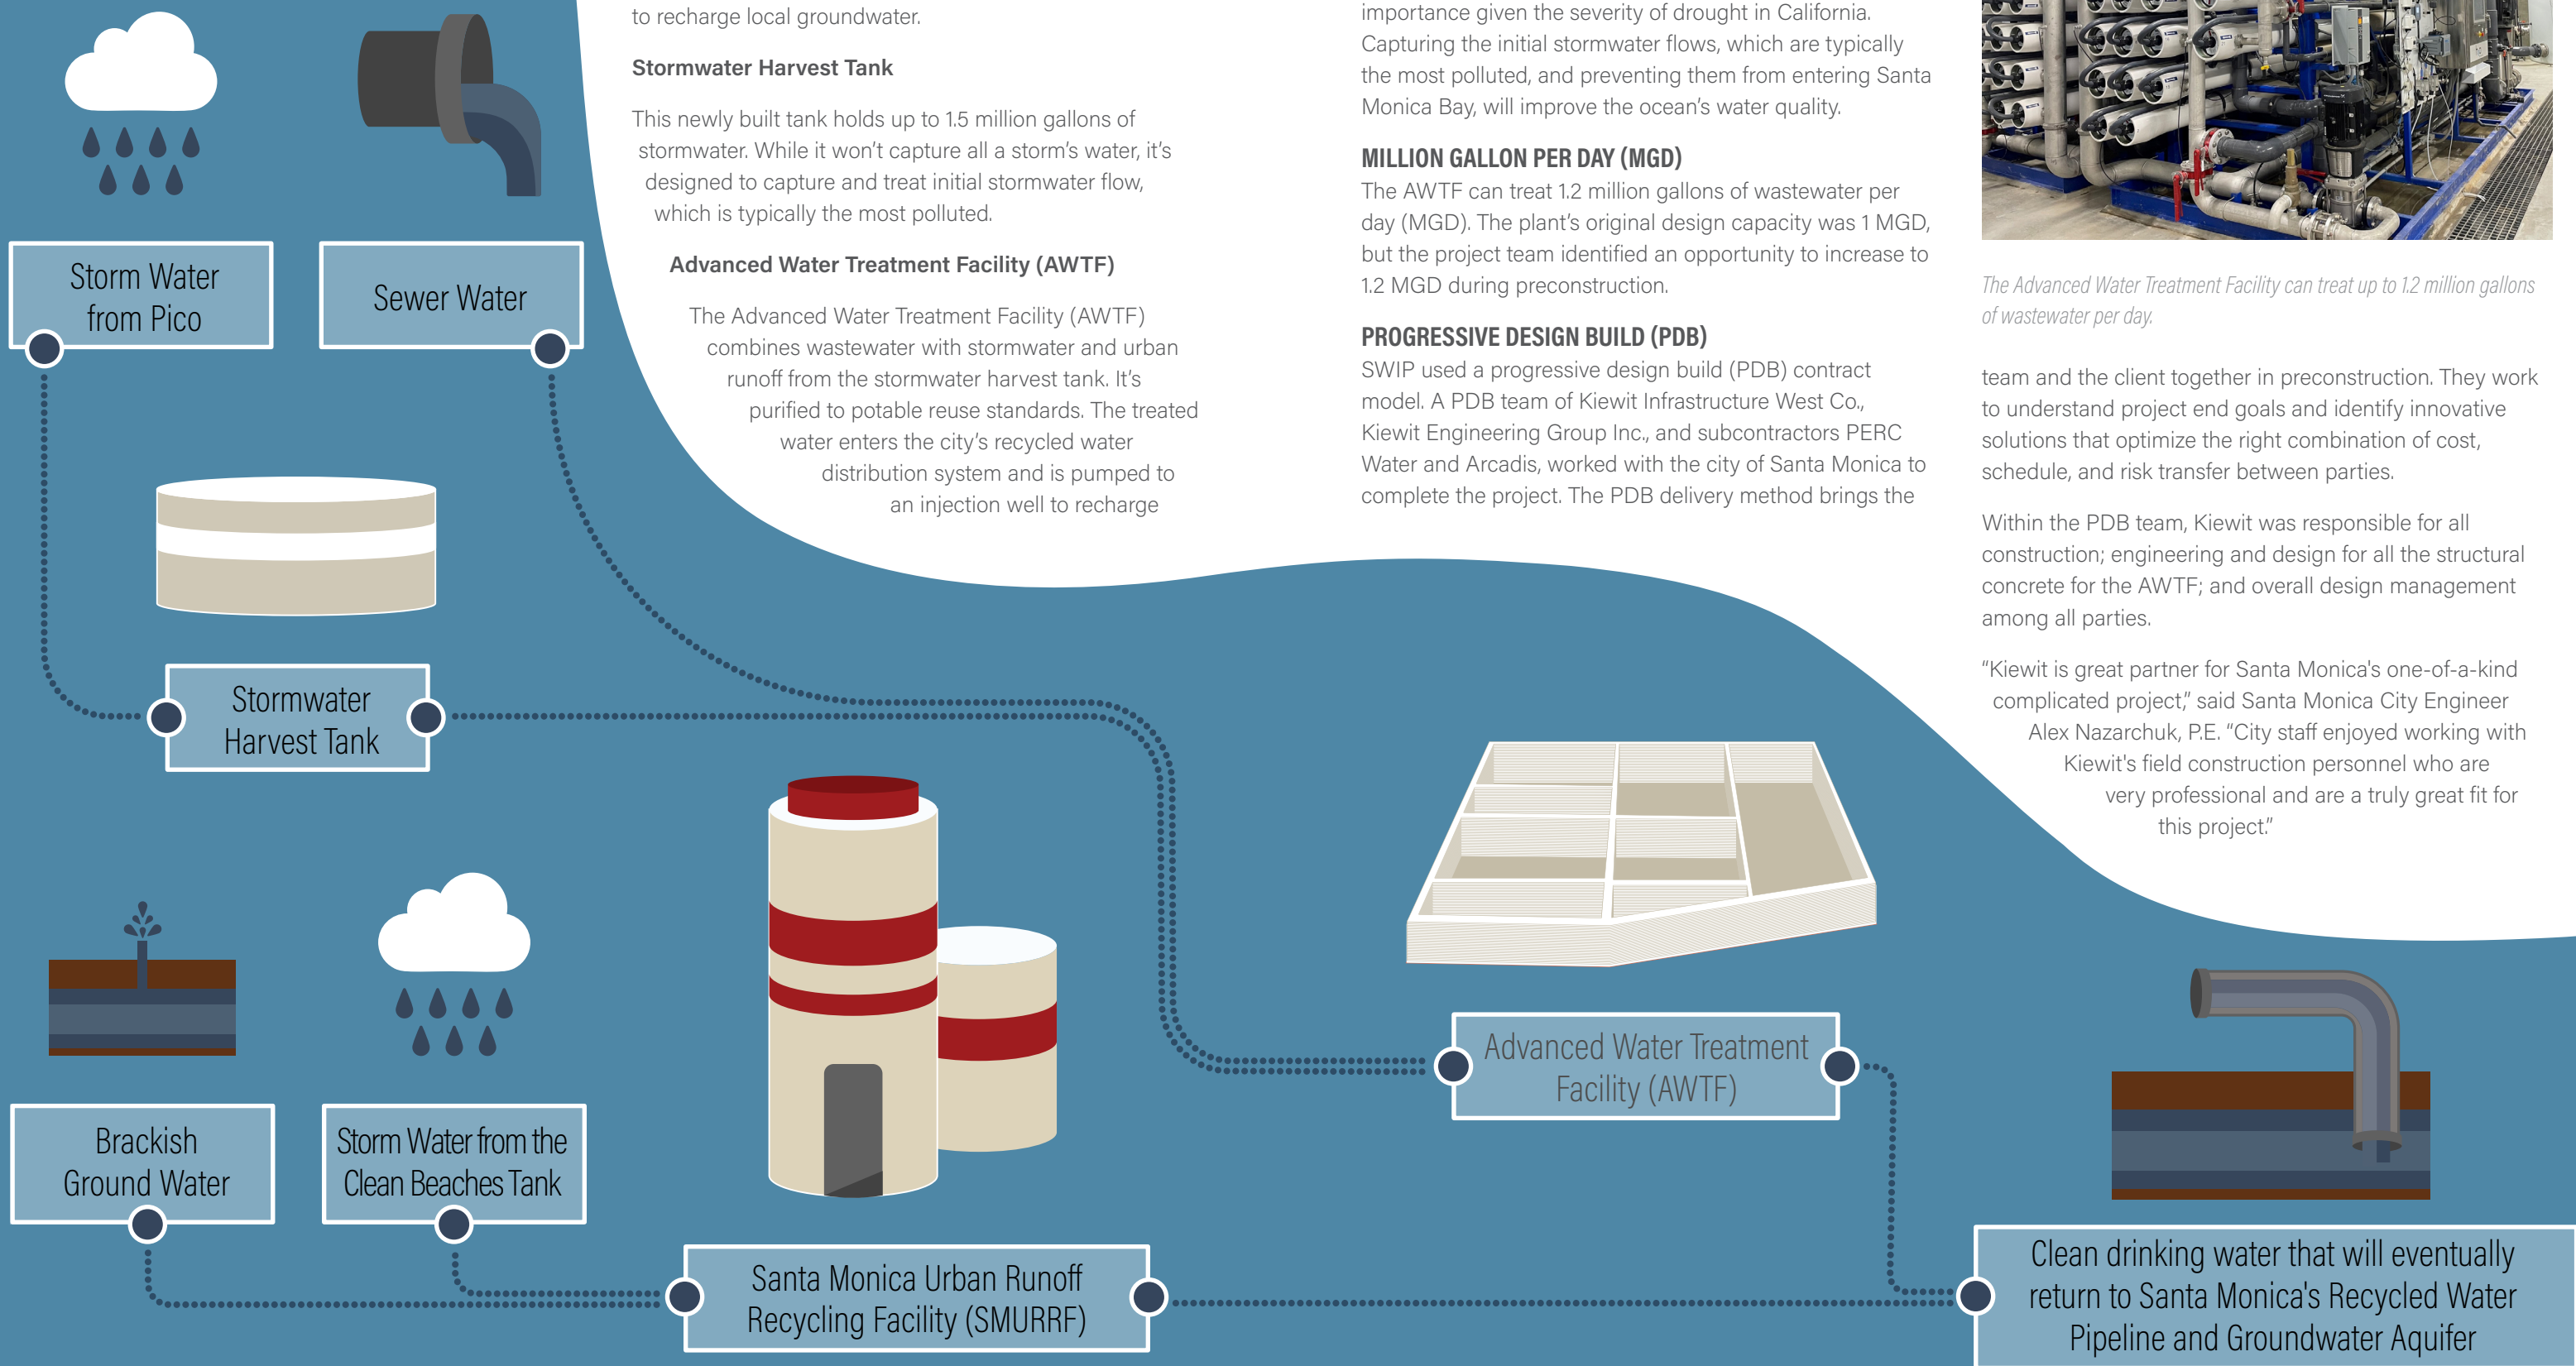 to recharge local groundwater.
Stormwater Harvest Tank
This newly built tank holds up to 1.5 million gallons of
stormwater. While it won't capture all a storm's water, it's
designed to capture and treat initial stormwater flow,
which is typically the most polluted.
Advanced Water Treatment Facility (AWTF)
The Advanced Water Treatment Facility (AWTF)
combines wastewater with stormwater and urban
runoff from the stormwater harvest tank. It's
purified to potable reuse standards. The treated
water enters the city's recycled water
distribution system and is pumped to
an injection well to recharge
importance given the severity of drought in California.
Capturing the initial stormwater flows, which are typically
the most polluted, and preventing them from entering Santa
Monica Bay, will improve the ocean's water quality.
MILLION GALLON PER DAY (MGD)
The AWTF can treat 1.2 million gallons of wastewater per
day (MGD). The plant's original design capacity was 1 MGD,
but the project team identified an opportunity to increase to
1.2 MGD during preconstruction.
PROGRESSIVE DESIGN BUILD (PDB)
SWIP used a progressive design build (PDB) contract
model. A PDB team of Kiewit Infrastructure West Co.,
Kiewit Engineering Group Inc., and subcontractors PERC
Water and Arcadis, worked with the city of Santa Monica to
complete the project. The PDB delivery method brings the
The Advanced Water Treatment Facility can treat up to 1.2 million gallons
of wastewater per day.
team and the client together in preconstruction. They work
to understand project end goals and identify innovative
solutions that optimize the right combination of cost,
schedule, and risk transfer between parties.
Within the PDB team, Kiewit was responsible for all
construction; engineering and design for all the structural
concrete for the AWTF; and overall design management
among all parties.
"Kiewit is great partner for Santa Monica's one-of-a-kind
complicated project," said Santa Monica City Engineer
Alex Nazarchuk, P.E. "City staff enjoyed working with
Kiewit's field construction personnel who are
very professional and are a truly great fit for
this project."
Storm Water
from Pico
Sewer Water
Stormwater
Harvest Tank
Brackish
Ground Water
Storm Water from the
Clean Beaches Tank
Santa Monica Urban Runoff
Recycling Facility (SMURRF)
Advanced Water Treatment
Facility (AWTF)
Clean drinking water that will eventually
return to Santa Monica's Recycled Water
Pipeline and Groundwater Aquifer